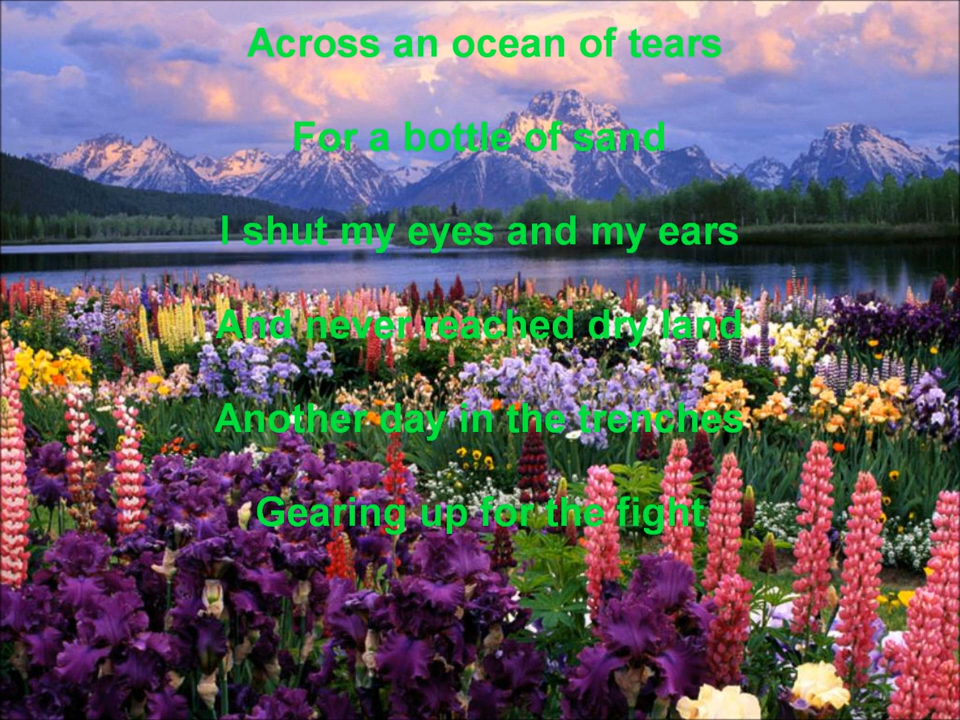 Across an ocean of tears
For a bottle of sand
I shut my eyes and my ears
And never reached dry land
Another day in the trenches
Gearing up for the fight